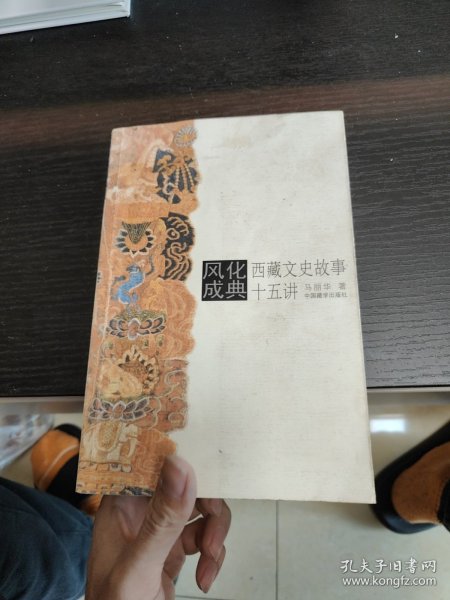 风化
成典
西藏文史故事
十五讲
马丽华 著
中国藏学出版社
孔夫子旧书网
www.kongfz.com